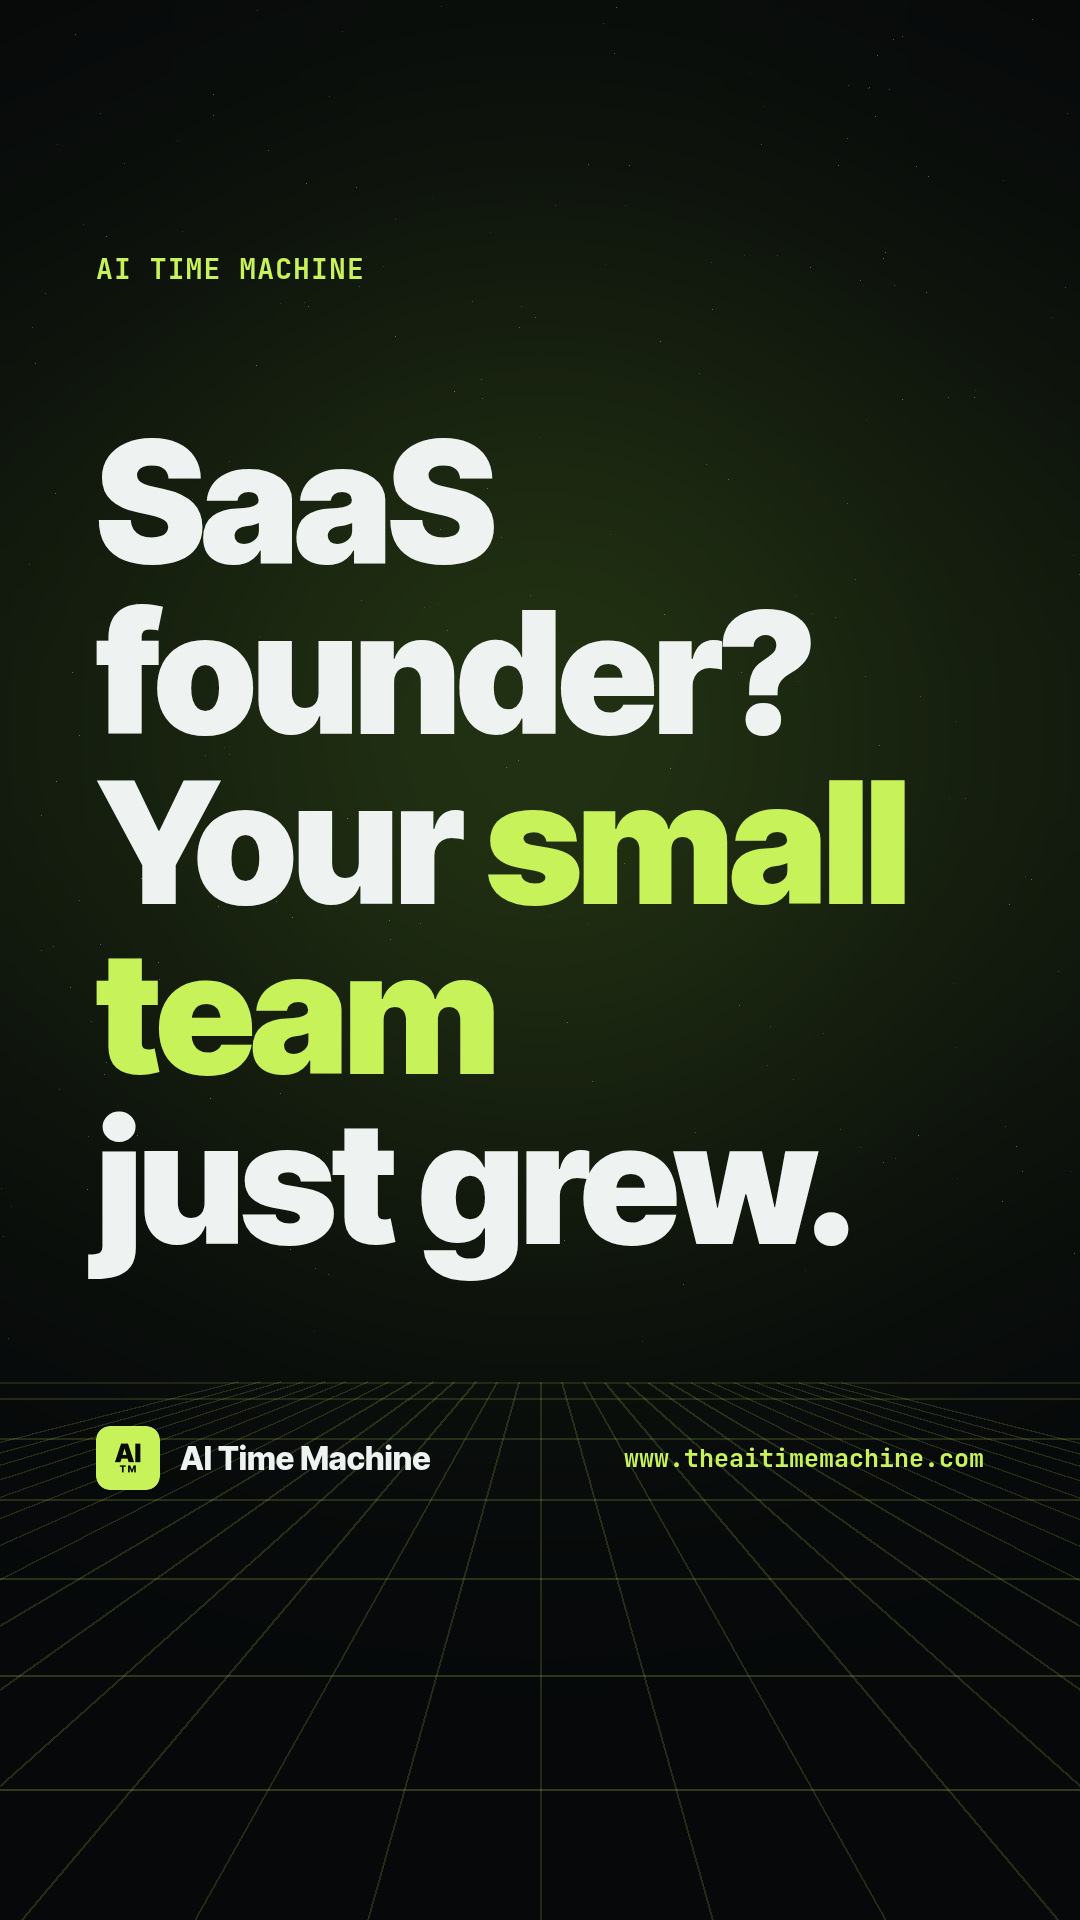 AI TIME MACHINE
SaaS
founder?
Your small
team
just grew.
AI
TM
AI Time Machine
www.theaitimemachine.com